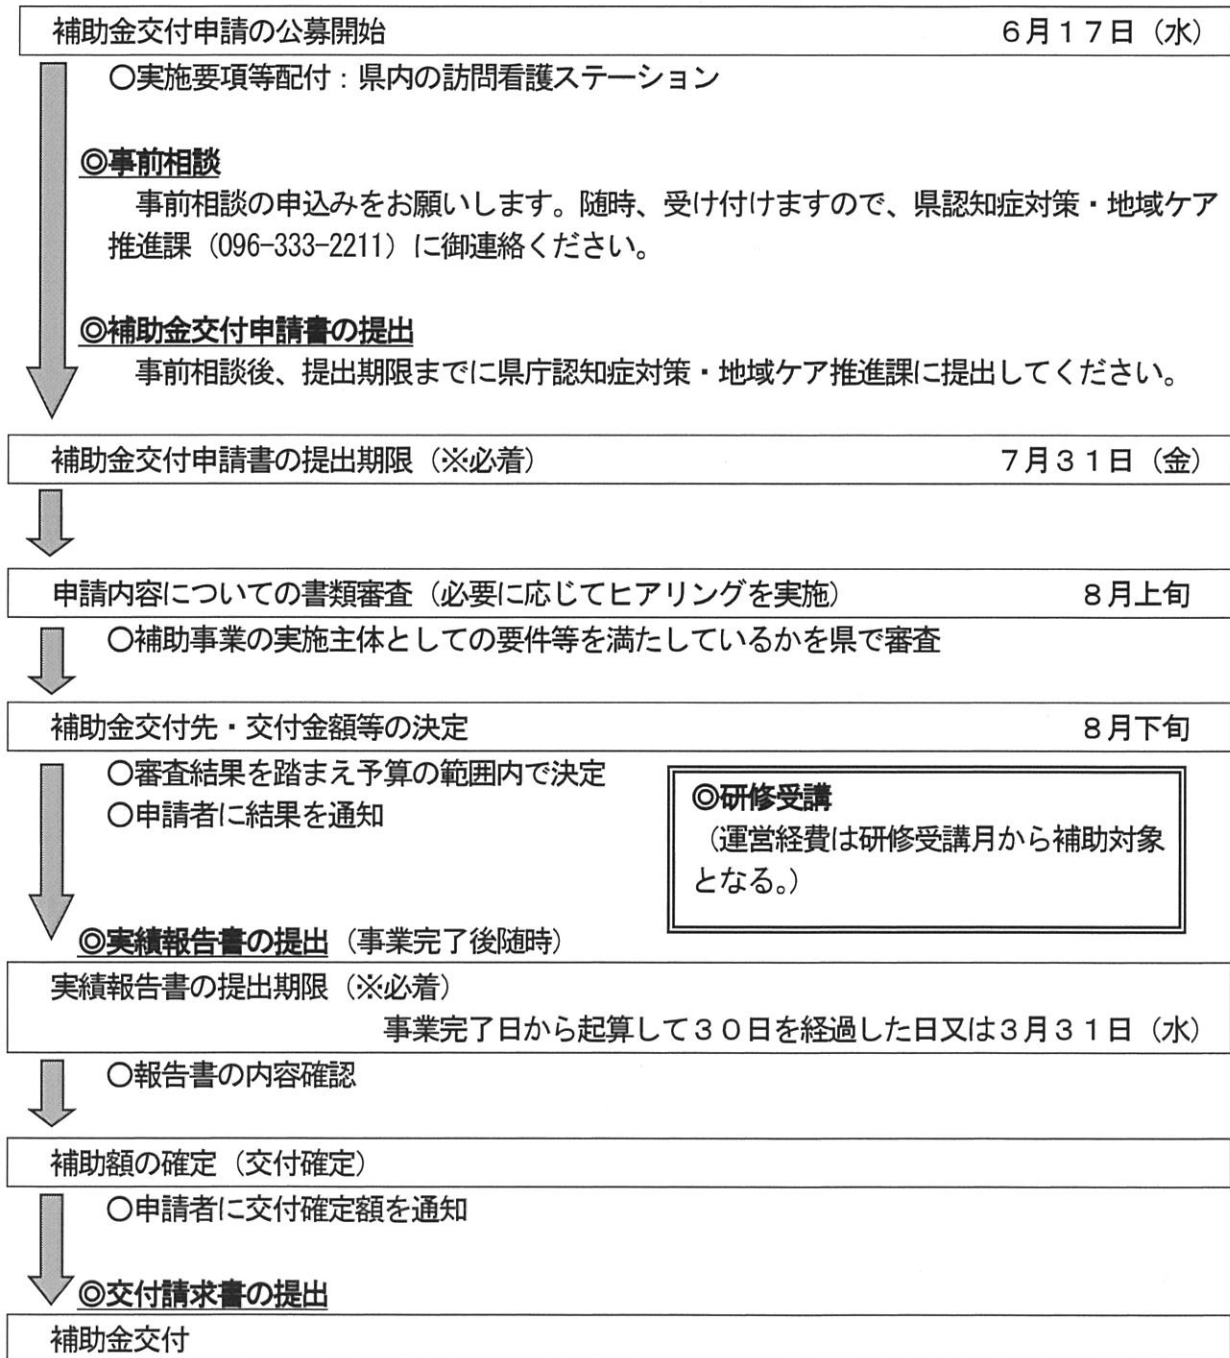 補助金交付申請の公募開始 6月17日（水）
○実施要項等配付：県内の訪問看護ステーション
◎事前相談
事前相談の申込みをお願いします。随時、受け付けますので、県認知症対策・地域ケア
推進課（096-333-2211）に御連絡ください。
◎補助金交付申請書の提出
事前相談後、提出期限までに県庁認知症対策・地域ケア推進課に提出してください。
補助金交付申請書の提出期限（※必着） 7月31日（金）
申請内容についての書類審査（必要に応じてヒアリングを実施） 8月上旬
○補助事業の実施主体としての要件等を満たしているかを県で審査
補助金交付先・交付金額等の決定 8月下旬
○審査結果を踏まえ予算の範囲内で決定
○申請者に結果を通知
◎研修受講
（運営経費は研修受講月から補助対象
となる。）
◎実績報告書の提出（事業完了後随時）
実績報告書の提出期限（※必着）
事業完了日から起算して30日を経過した日又は3月31日（水）
○報告書の内容確認
補助額の確定（交付確定）
○申請者に交付確定額を通知
◎交付請求書の提出
補助金交付